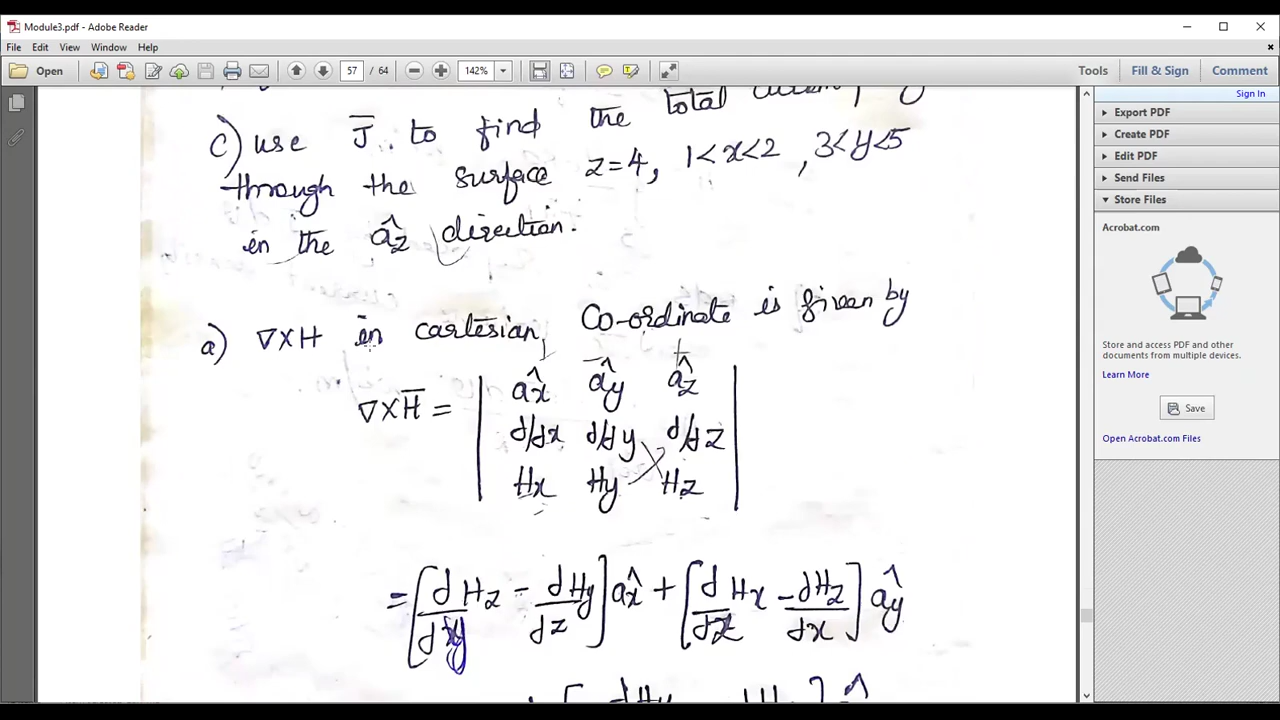 Module3.pdf - Adobe Reader
File Edit View Window Help
Open 57 / 64 142% Tools Fill & Sign Comment
Sign In
Export PDF
Create PDF
Edit PDF
Send Files
Store Files
Acrobat.com
Store and access PDF and other
documents from multiple devices.
Learn More
Save
Open Acrobat.com Files
c) use J̅ to find the total
through the surface z=4, 1<x<2, 3<y<5
in the âz direction.
a) ∇×H in cartesian Co-ordinate is given by
∇×H̅ = | âx ây âz |
| d/dx d/dy d/dz |
| Hx Hy Hz |
= [d/dy Hz - dHy/dz] âx + [d/dz Hx - dHz/dx] ây